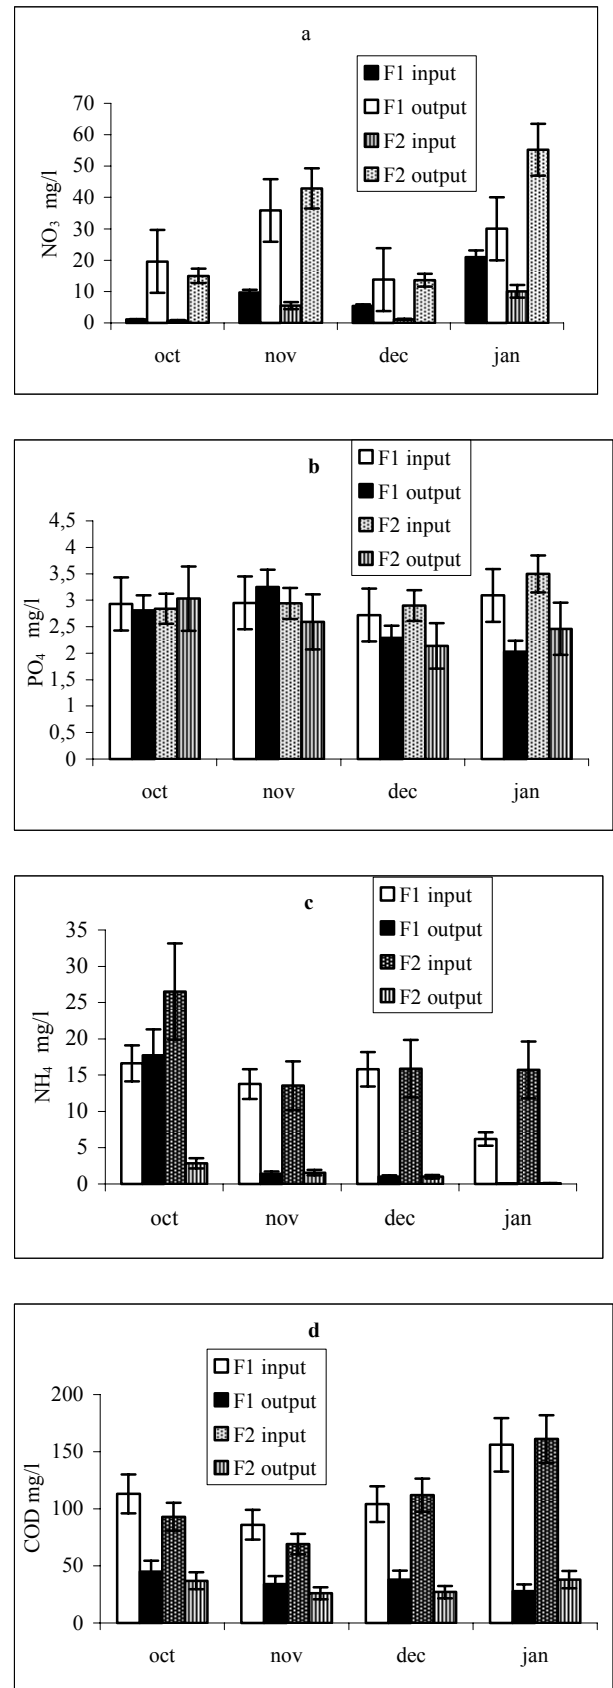 a
F1 input
F1 output
F2 input
F2 output
NO₃ mg/l
70
60
50
40
30
20
10
0
oct nov dec jan
b
F1 input
F1 output
F2 input
F2 output
PO₄ mg/l
4,5
4
3,5
3
2,5
2
1,5
1
0,5
0
oct nov dec jan
c
F1 input
F1 output
F2 input
F2 output
NH₄ mg/l
35
30
25
20
15
10
5
0
oct nov dec jan
d
F1 input
F1 output
F2 input
F2 output
COD mg/l
200
150
100
50
0
oct nov dec jan